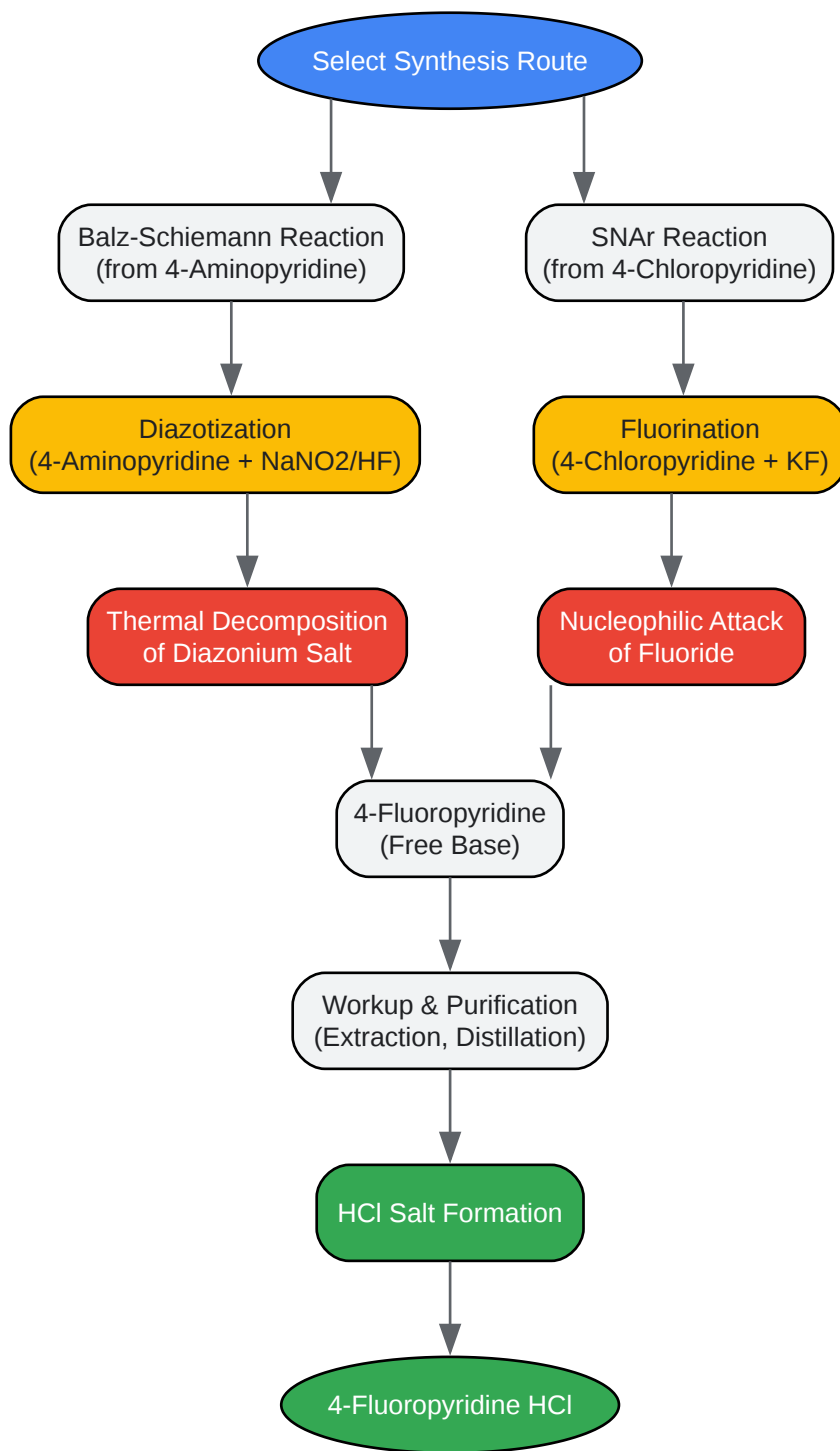 Select Synthesis Route
Balz-Schiemann Reaction
(from 4-Aminopyridine)
SNAr Reaction
(from 4-Chloropyridine)
Diazotization
(4-Aminopyridine + NaNO2/HF)
Fluorination
(4-Chloropyridine + KF)
Thermal Decomposition
of Diazonium Salt
Nucleophilic Attack
of Fluoride
4-Fluoropyridine
(Free Base)
Workup & Purification
(Extraction, Distillation)
HCl Salt Formation
4-Fluoropyridine HCl